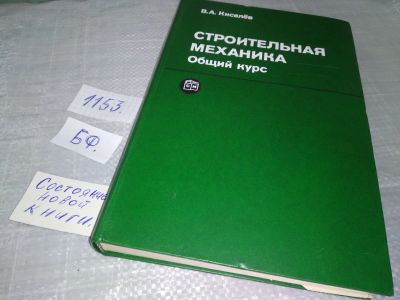 В.А. Киселёв
СТРОИТЕЛЬНАЯ
МЕХАНИКА
Общий курс
1153.
БФ.
Состояние
новой
книги.